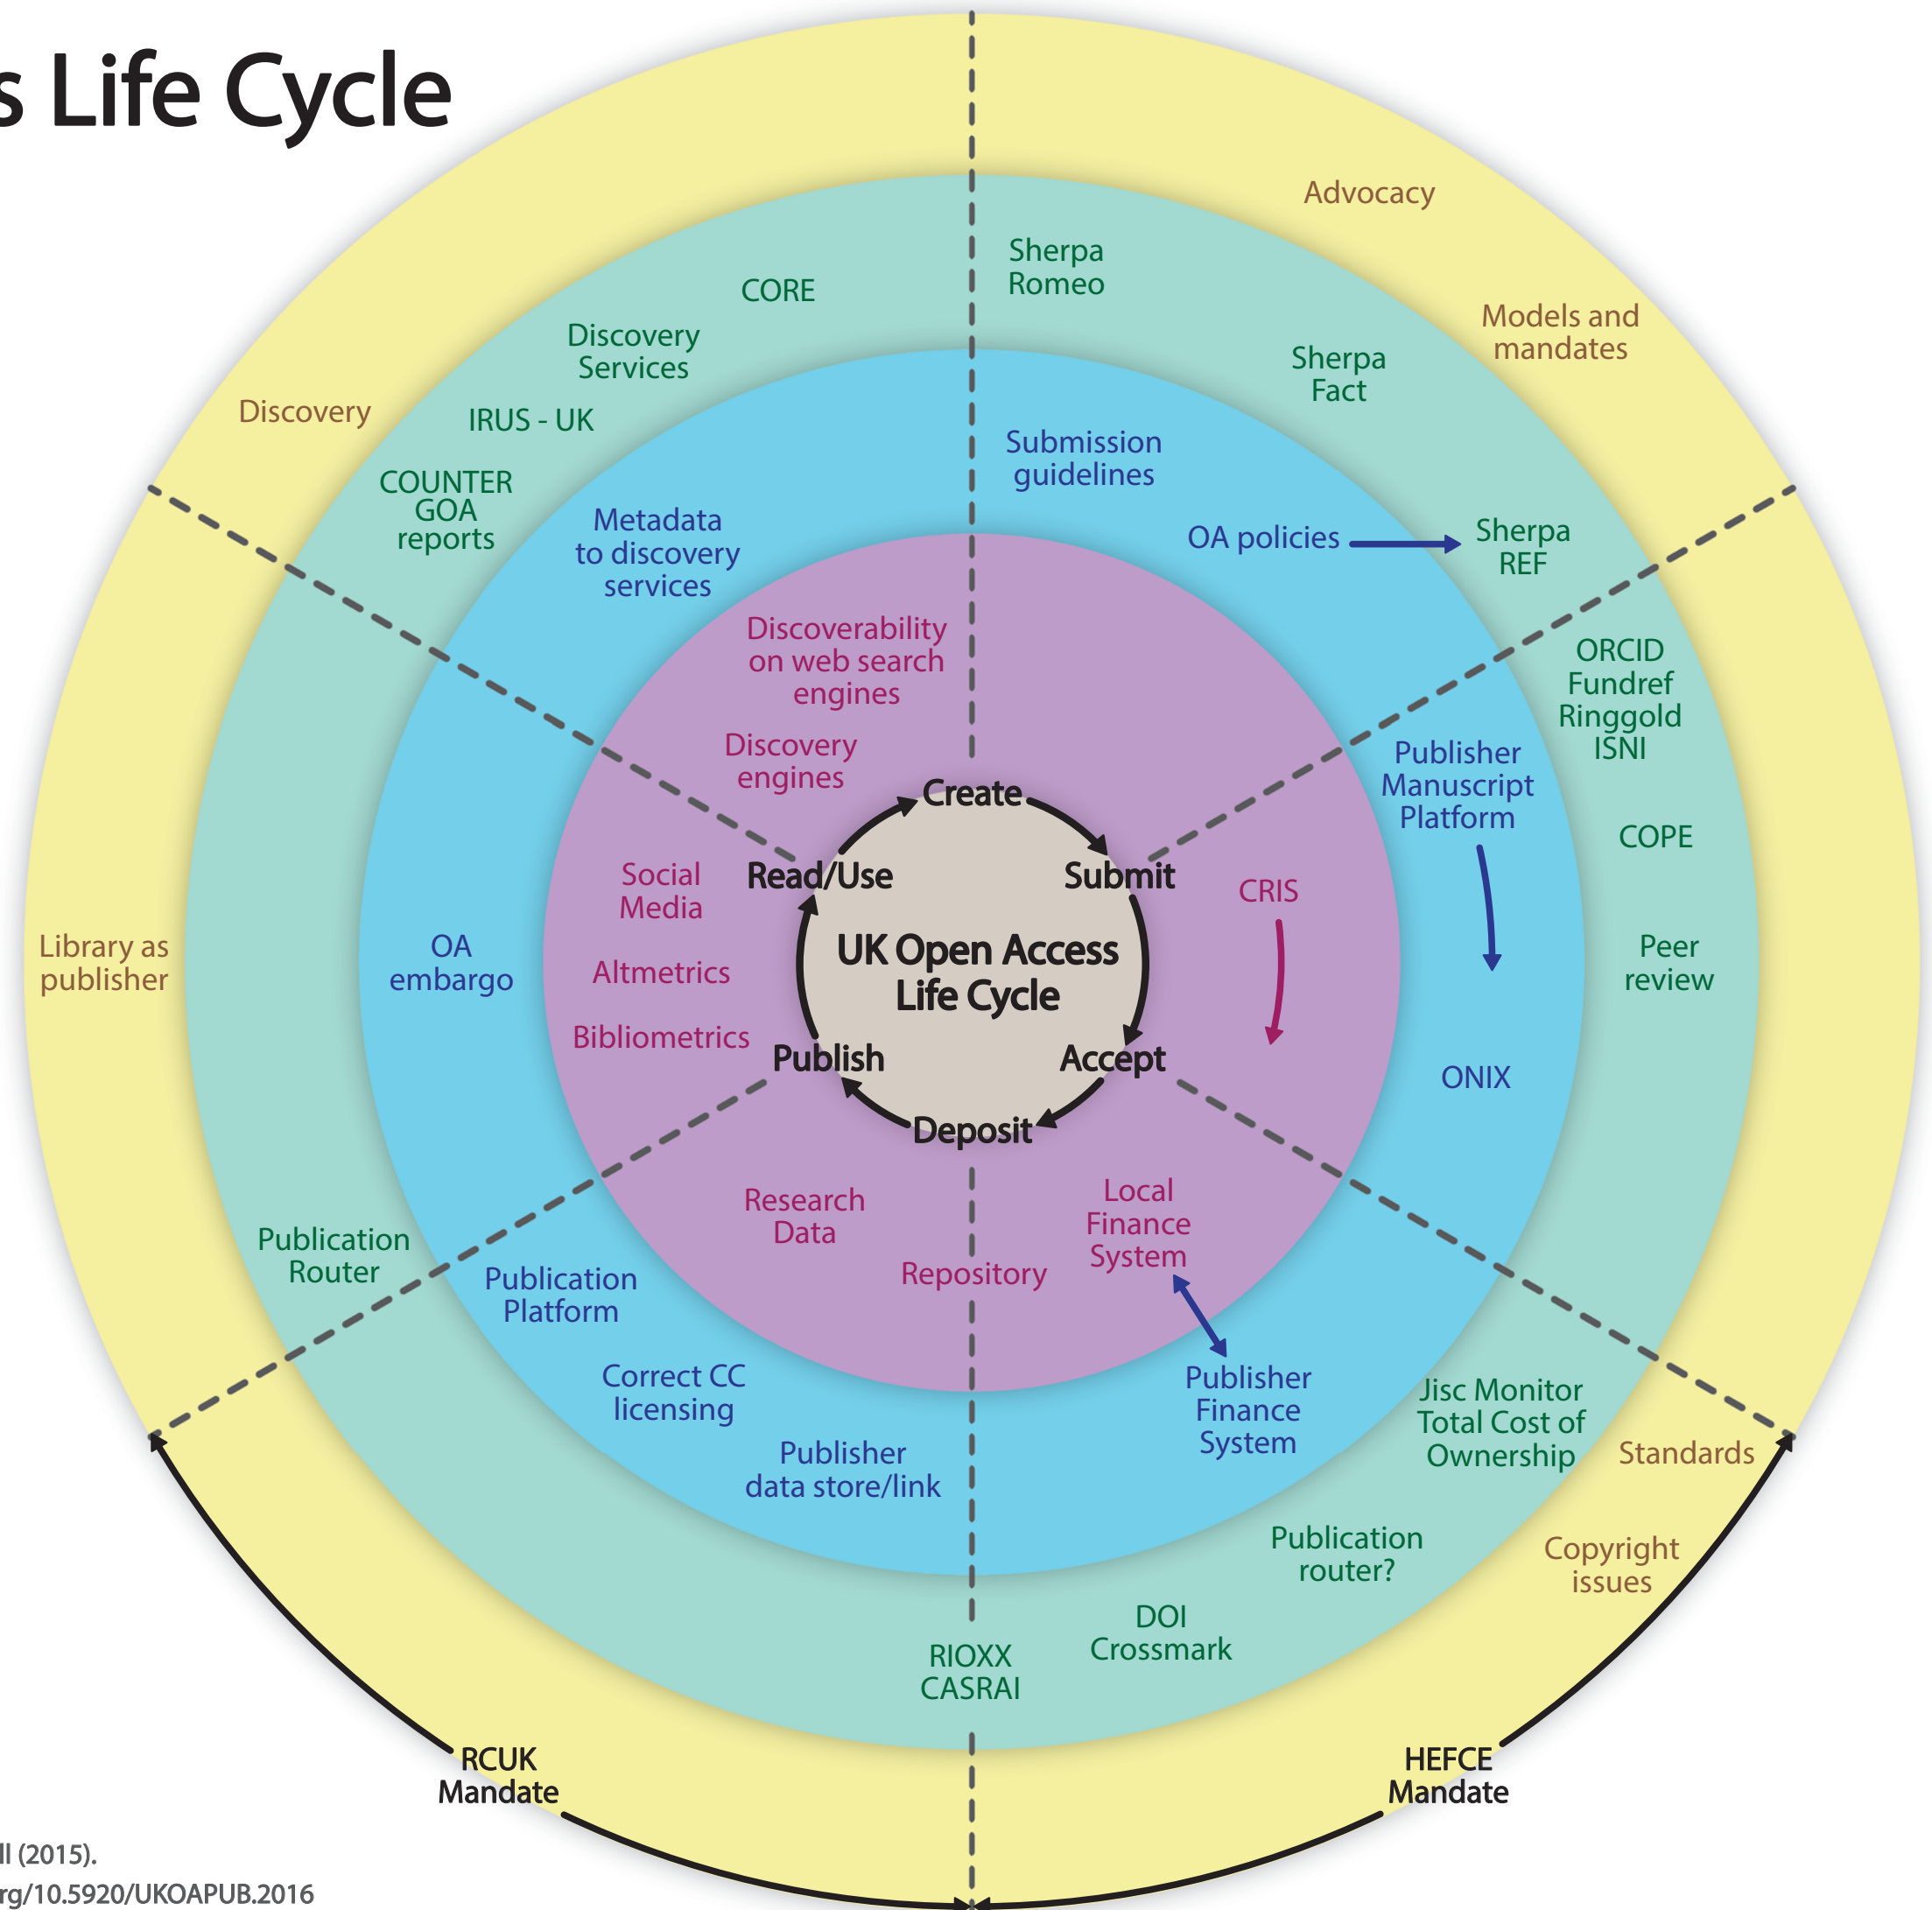 s Life Cycle
Advocacy
Models and
mandates
Sherpa
Romeo
Sherpa
Fact
Sherpa
REF
Submission
guidelines
OA policies
CORE
Discovery
Services
IRUS - UK
COUNTER
GOA
reports
Discovery
Metadata
to discovery
services
Discoverability
on web search
engines
Discovery
engines
ORCID
Fundref
Ringgold
ISNI
COPE
Peer
review
Publisher
Manuscript
Platform
ONIX
CRIS
Create
Submit
Accept
Deposit
Publish
Read/Use
UK Open Access
Life Cycle
Social
Media
Altmetrics
Bibliometrics
OA
embargo
Library as
publisher
Publication
Router
Publication
Platform
Correct CC
licensing
Publisher
data store/link
Research
Data
Repository
Local
Finance
System
Publisher
Finance
System
Jisc Monitor
Total Cost of
Ownership
Standards
Copyright
issues
Publication
router?
DOI
Crossmark
RIOXX
CASRAI
RCUK
Mandate
HEFCE
Mandate
ll (2015).
rg/10.5920/UKOAPUB.2016